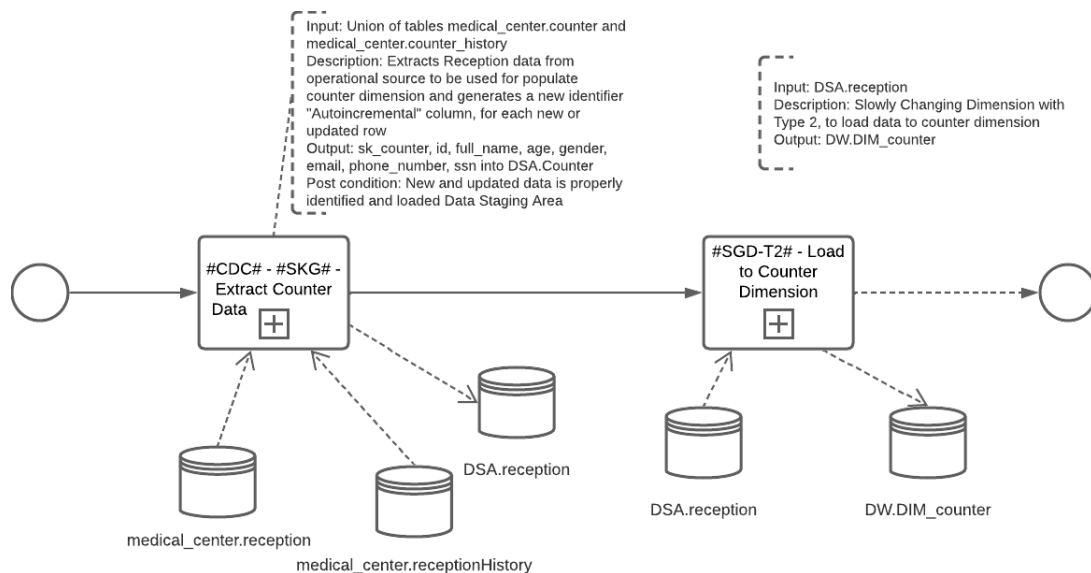 Input: Union of tables medical_center.counter and
medical_center.counter_history
Description: Extracts Reception data from
operational source to be used for populate
counter dimension and generates a new identifier
"Autoincremental" column, for each new or
updated row
Output: sk_counter, id, full_name, age, gender,
email, phone_number, ssn into DSA.Counter
Post condition: New and updated data is properly
identified and loaded Data Staging Area
Input: DSA.reception
Description: Slowly Changing Dimension with
Type 2, to load data to counter dimension
Output: DW.DIM_counter
#CDC# - #SKG# -
Extract Counter
Data
#SGD-T2# - Load
to Counter
Dimension
DSA.reception
medical_center.reception
medical_center.receptionHistory
DSA.reception
DW.DIM_counter